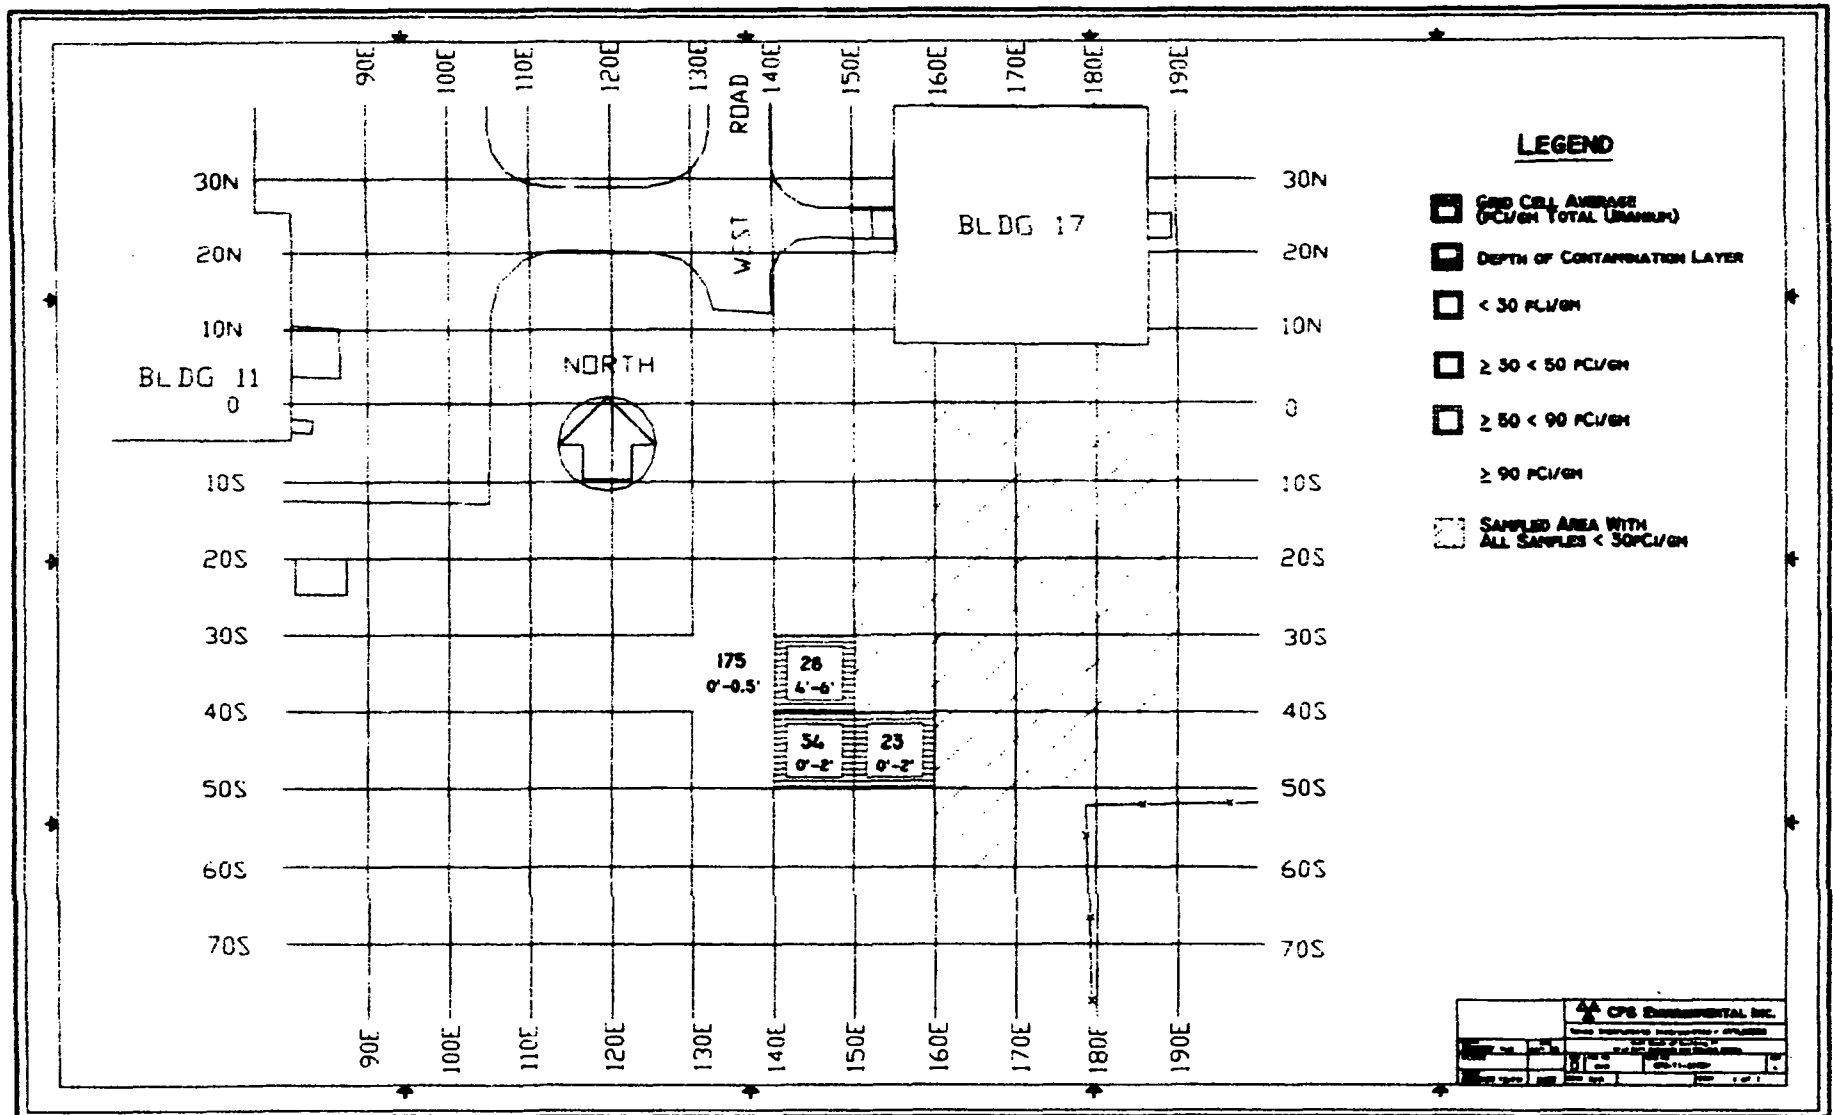 90E 100E 110E 120E 130E 140E 150E 160E 170E 180E 190E
WEST ROAD
30N
20N
10N
0
10S
20S
30S
40S
50S
60S
70S
BLDG 11
NORTH
BLDG 17
175
0'-0.5'
28
4'-6'
34
0'-2'
23
0'-2'
30N
20N
10N
0
10S
20S
30S
40S
50S
60S
70S
90E 100E 110E 120E 130E 140E 150E 160E 170E 180E 190E
LEGEND
GRID CELL AVERAGE
(PCI/GM TOTAL URANIUM)
DEPTH OF CONTAMINATION LAYER
< 30 PCI/GM
≥ 30 < 50 PCI/GM
≥ 50 < 90 PCI/GM
≥ 90 PCI/GM
SAMPLED AREA WITH
ALL SAMPLES < 30PCI/GM
CPS ENVIRONMENTAL INC.
1 OF 1